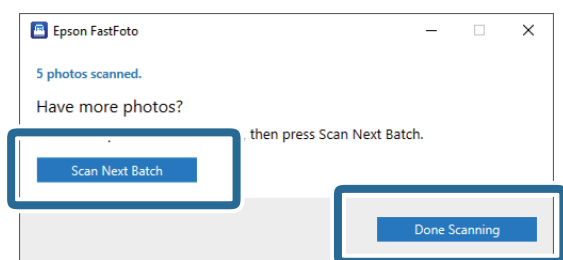 Epson FastFoto
5 photos scanned.
Have more photos?
, then press Scan Next Batch.
Scan Next Batch
Done Scanning